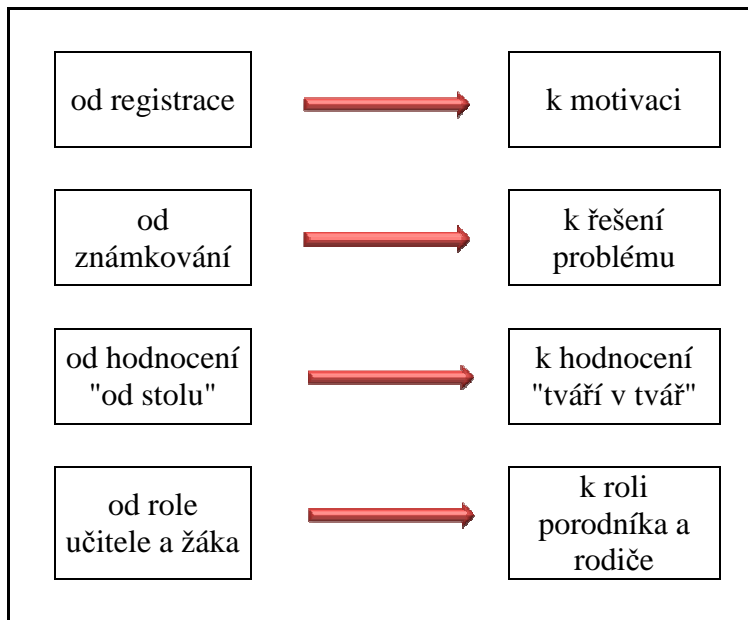 od registrace
k motivaci
od
známkování
k řešení
problému
od hodnocení
"od stolu"
k hodnocení
"tváří v tvář"
od role
učitele a žáka
k roli
porodníka a
rodiče